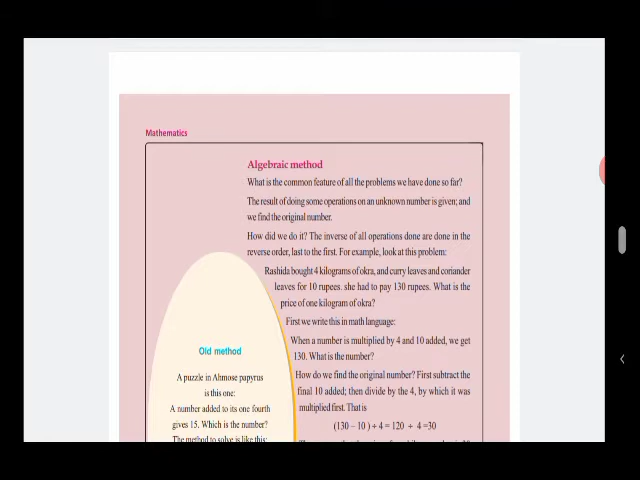 Mathematics
Algebraic method
What is the common feature of all the problems we have done so far?
The result of doing some operations on an unknown number is given; and
we find the original number.
How did we do it? The inverse of all operations done are done in the
reverse order, last to the first. For example, look at this problem:
Rashida bought 4 kilograms of okra, and curry leaves and coriander
leaves for 10 rupees. she had to pay 130 rupees. What is the
price of one kilogram of okra?
First we write this in math language:
When a number is multiplied by 4 and 10 added, we get
130. What is the number?
How do we find the original number? First subtract the
final 10 added; then divide by the 4, by which it was
multiplied first. That is
(130 – 10 ) ÷ 4 = 120 ÷ 4 =30
Old method
A puzzle in Ahmose papyrus
is this one:
A number added to its one fourth
gives 15. Which is the number?
The method to solve is like this: